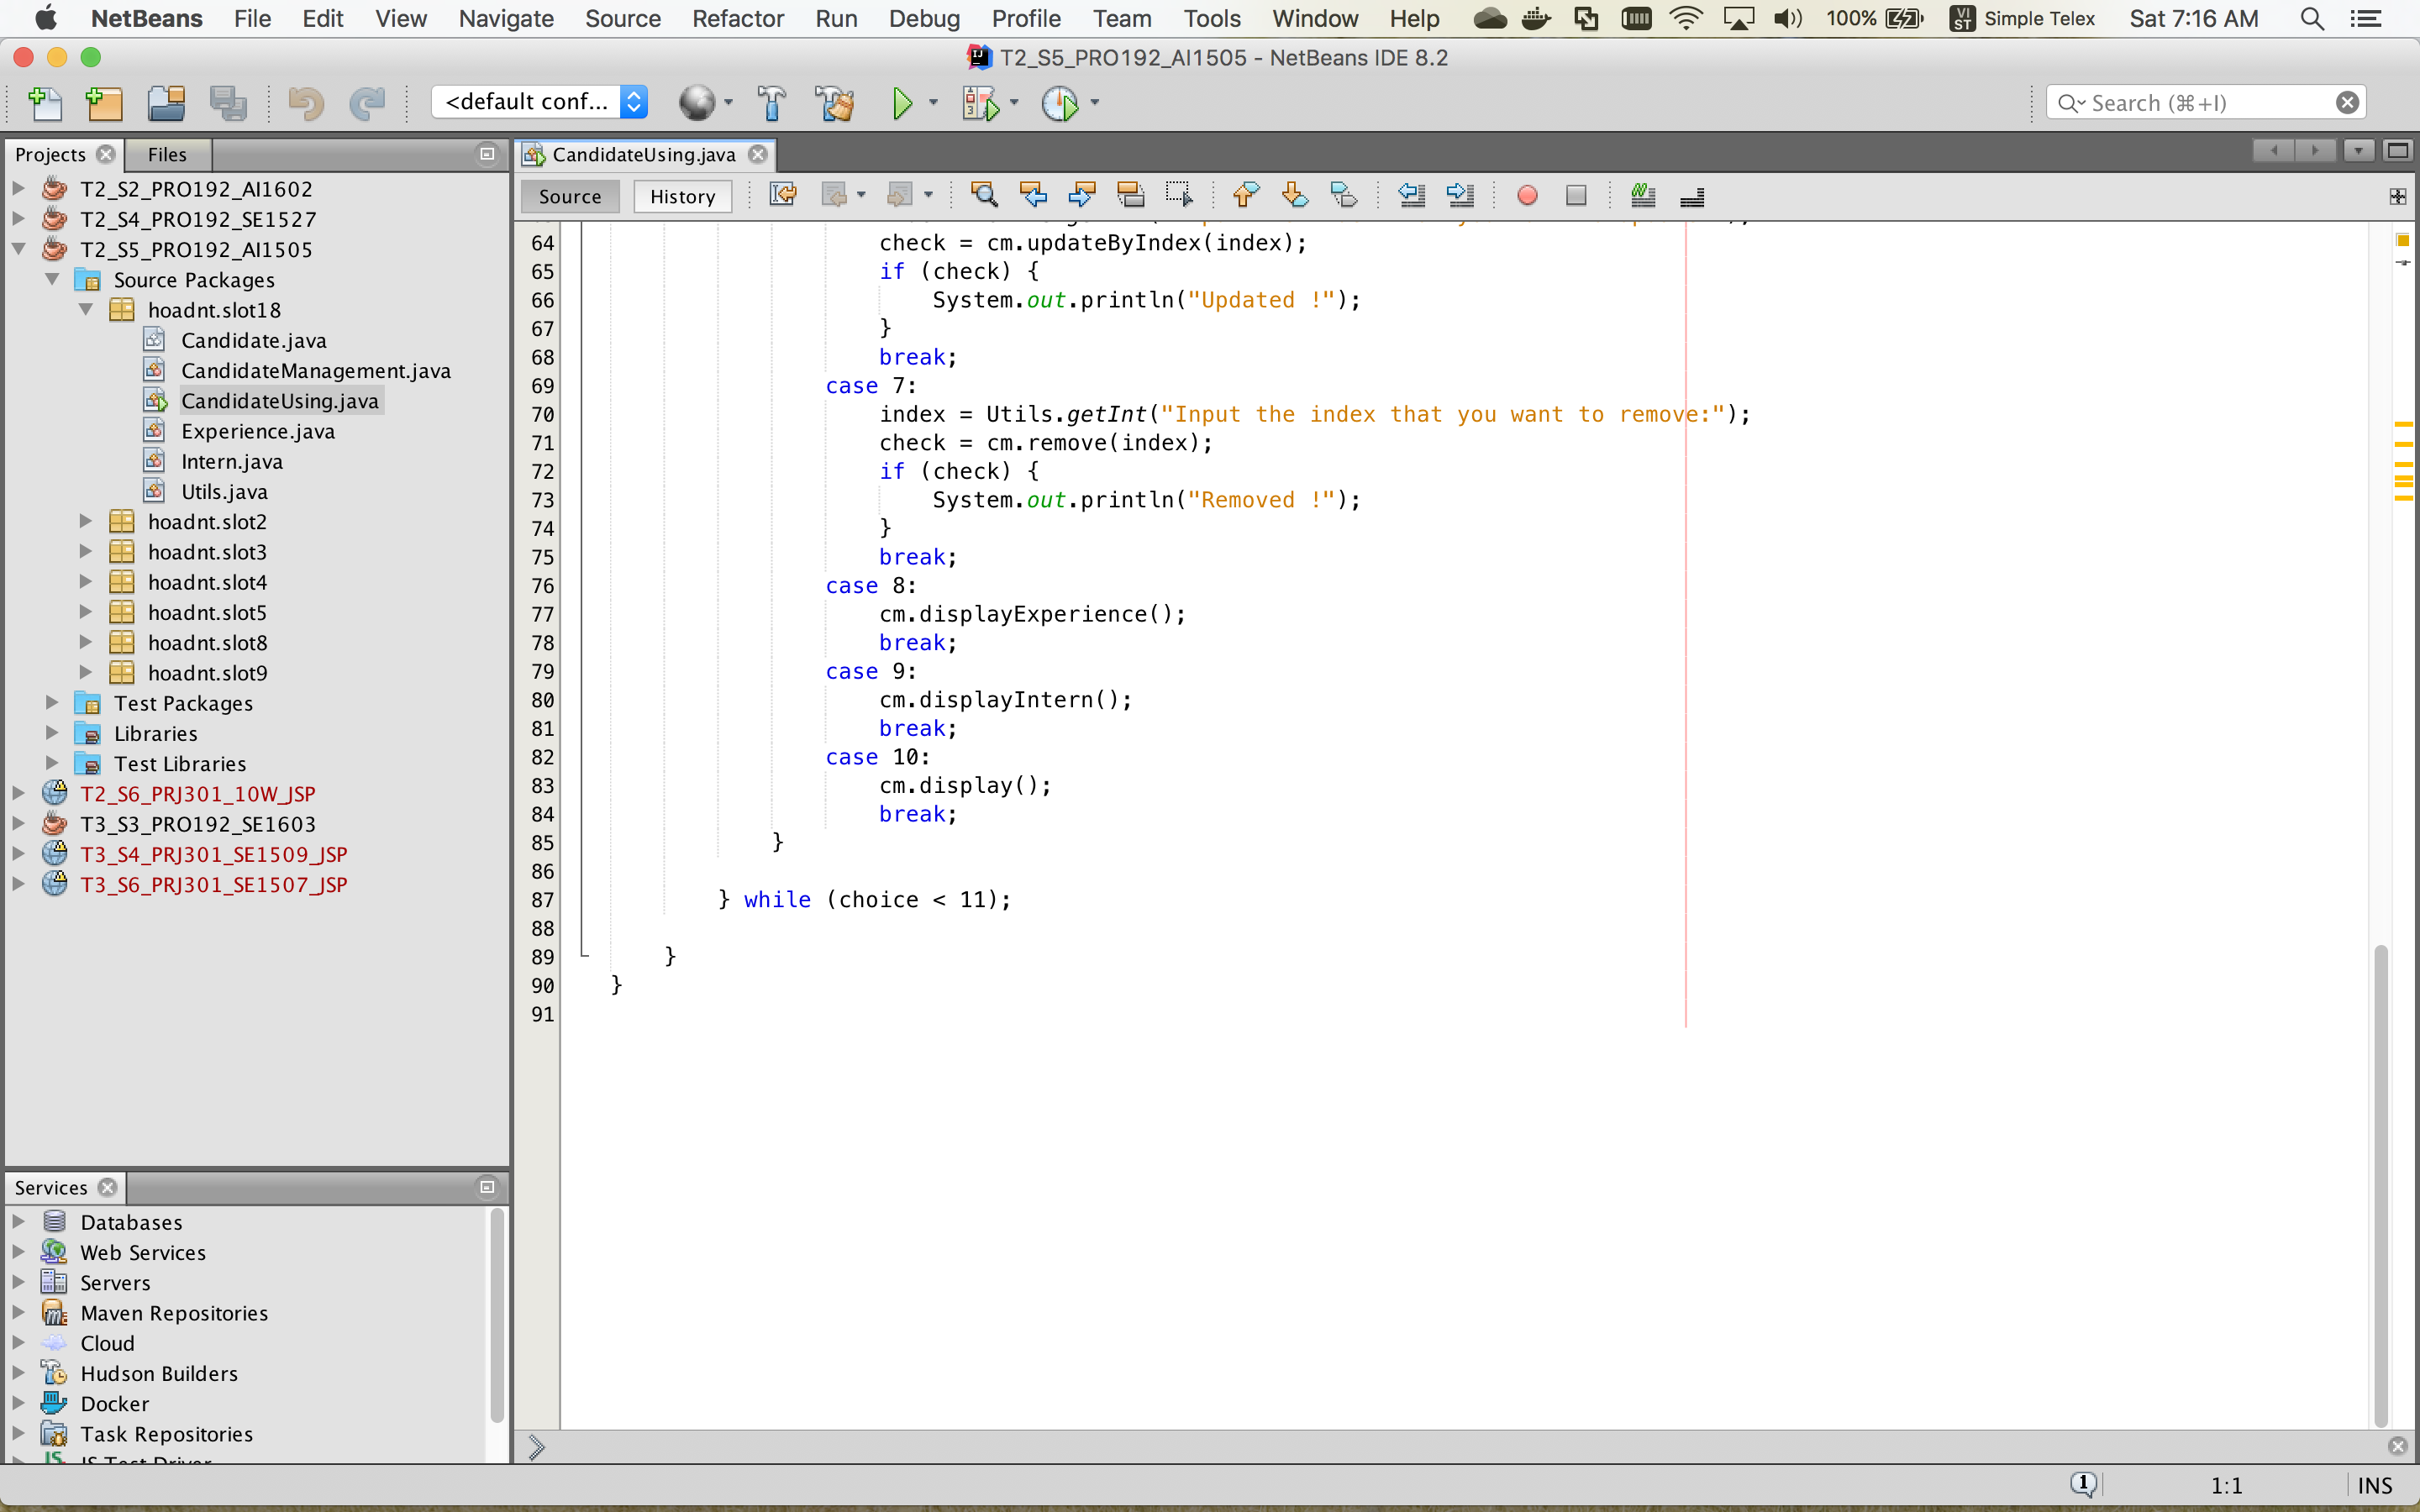 NetBeans File Edit View Navigate Source Refactor Run Debug Profile Team Tools Window Help 100% VI ST Simple Telex Sat 7:16 AM
T2_S5_PRO192_AI1505 - NetBeans IDE 8.2
<default conf...
Search (⌘+I)
Projects Files
CandidateUsing.java
Source History
T2_S2_PRO192_AI1602
T2_S4_PRO192_SE1527
T2_S5_PRO192_AI1505
Source Packages
hoadnt.slot18
Candidate.java
CandidateManagement.java
CandidateUsing.java
Experience.java
Intern.java
Utils.java
hoadnt.slot2
hoadnt.slot3
hoadnt.slot4
hoadnt.slot5
hoadnt.slot8
hoadnt.slot9
Test Packages
Libraries
Test Libraries
T2_S6_PRJ301_10W_JSP
T3_S3_PRO192_SE1603
T3_S4_PRJ301_SE1509_JSP
T3_S6_PRJ301_SE1507_JSP
Services
Databases
Web Services
Servers
Maven Repositories
Cloud
Hudson Builders
Docker
Task Repositories
JS Test Driver
64 check = cm.updateByIndex(index);
65 if (check) {
66 System.out.println("Updated !");
67 }
68 break;
69 case 7:
70 index = Utils.getInt("Input the index that you want to remove:");
71 check = cm.remove(index);
72 if (check) {
73 System.out.println("Removed !");
74 }
75 break;
76 case 8:
77 cm.displayExperience();
78 break;
79 case 9:
80 cm.displayIntern();
81 break;
82 case 10:
83 cm.display();
84 break;
85 }
86
87 } while (choice < 11);
88
89 }
90 }
91
1 1:1 INS